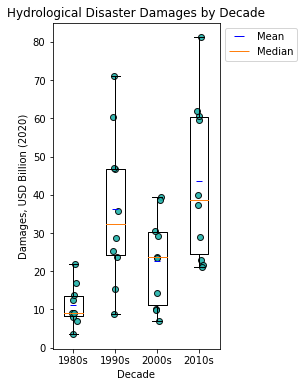 Hydrological Disaster Damages by Decade
Mean
Median
Damages, USD Billion (2020)
80
70
60
50
40
30
20
10
0
1980s 1990s 2000s 2010s
Decade